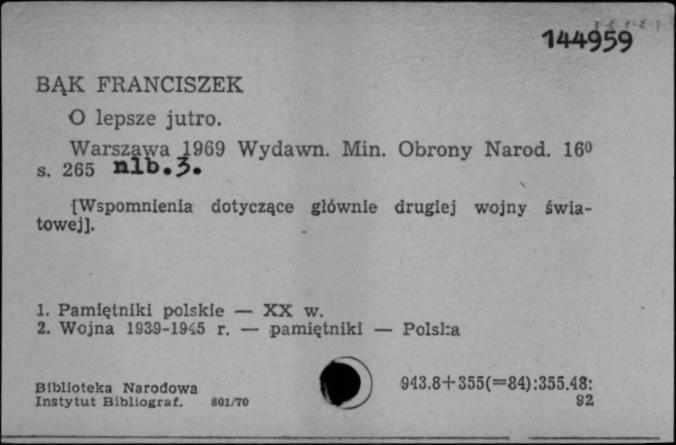 144959
BĄK FRANCISZEK
O lepsze jutro.
Warszawa 1969 Wydawn. Min. Obrony Narod. 16⁰
s. 265 nlb. 3.
[Wspomnienia dotyczące głównie drugiej wojny świa-
towej].
1. Pamiętniki polskie — XX w.
2. Wojna 1939-1945 r. — pamiętniki — Polska
Biblioteka Narodowa
Instytut Bibliograf. 801/70
943.8+355(=84):355.48:
92